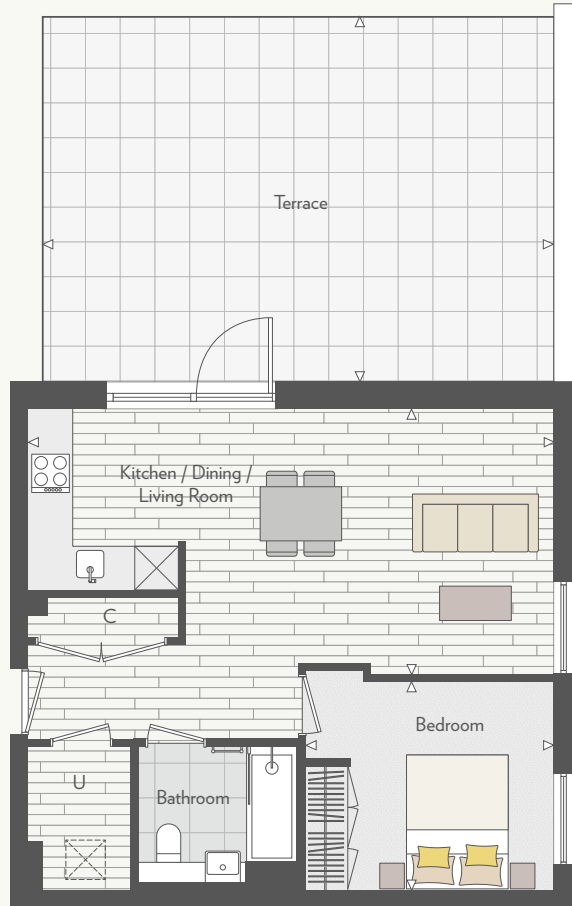 Terrace
Kitchen / Dining /
Living Room
C
Bedroom
U
Bathroom